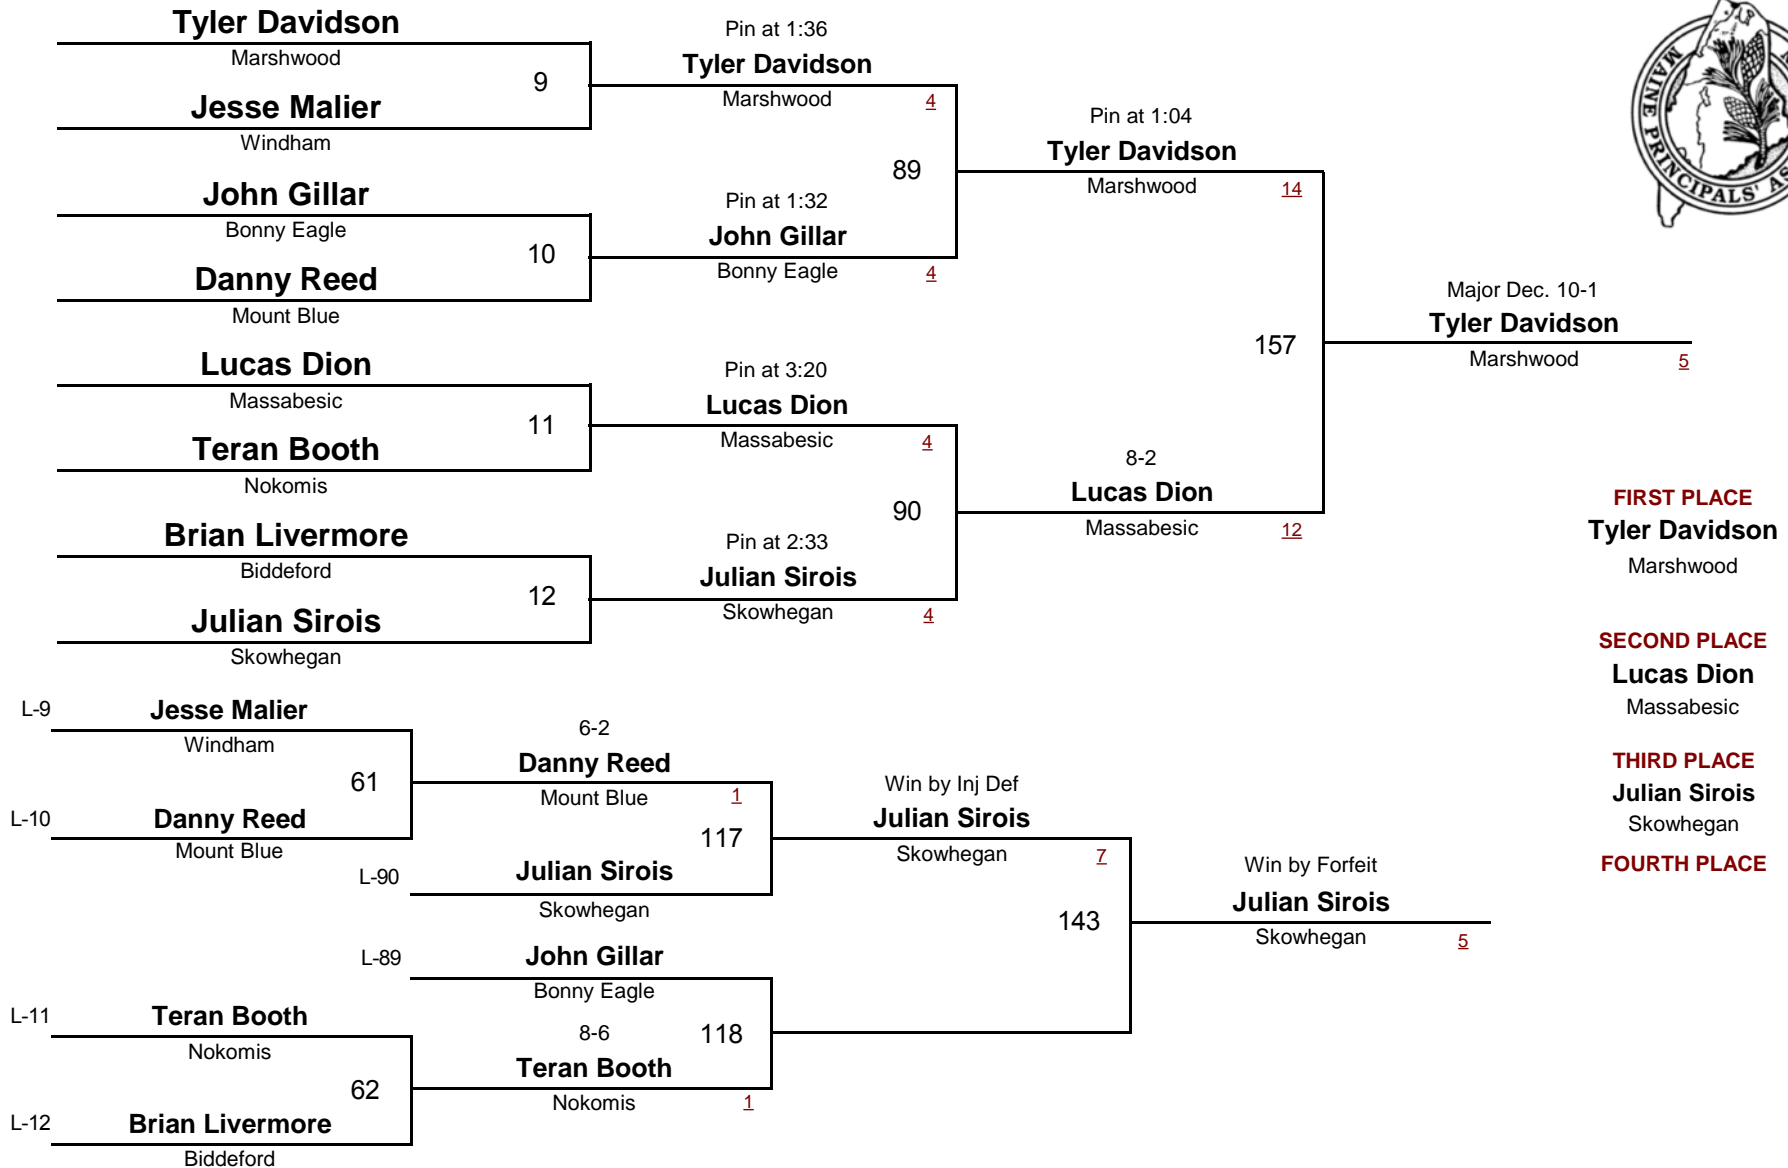 Tyler Davidson
Marshwood
9
Jesse Malier
Windham
John Gillar
Bonny Eagle
10
Danny Reed
Mount Blue
Lucas Dion
Massabesic
11
Teran Booth
Nokomis
Brian Livermore
Biddeford
12
Julian Sirois
Skowhegan
Pin at 1:36
Tyler Davidson
Marshwood 4
89
Pin at 1:32
John Gillar
Bonny Eagle 4
Pin at 3:20
Lucas Dion
Massabesic 4
90
Pin at 2:33
Julian Sirois
Skowhegan 4
Pin at 1:04
Tyler Davidson
Marshwood 14
157
8-2
Lucas Dion
Massabesic 12
Major Dec. 10-1
Tyler Davidson
Marshwood 5
MAINE PRINCIPALS' AS
FIRST PLACE
Tyler Davidson
Marshwood
SECOND PLACE
Lucas Dion
Massabesic
THIRD PLACE
Julian Sirois
Skowhegan
FOURTH PLACE
L-9 Jesse Malier
Windham
61
L-10 Danny Reed
Mount Blue
6-2
Danny Reed
Mount Blue 1
117
L-90 Julian Sirois
Skowhegan
L-89 John Gillar
Bonny Eagle
118
8-6
Teran Booth
Nokomis 1
L-11 Teran Booth
Nokomis
62
L-12 Brian Livermore
Biddeford
Win by Inj Def
Julian Sirois
Skowhegan 7
143
Win by Forfeit
Julian Sirois
Skowhegan 5